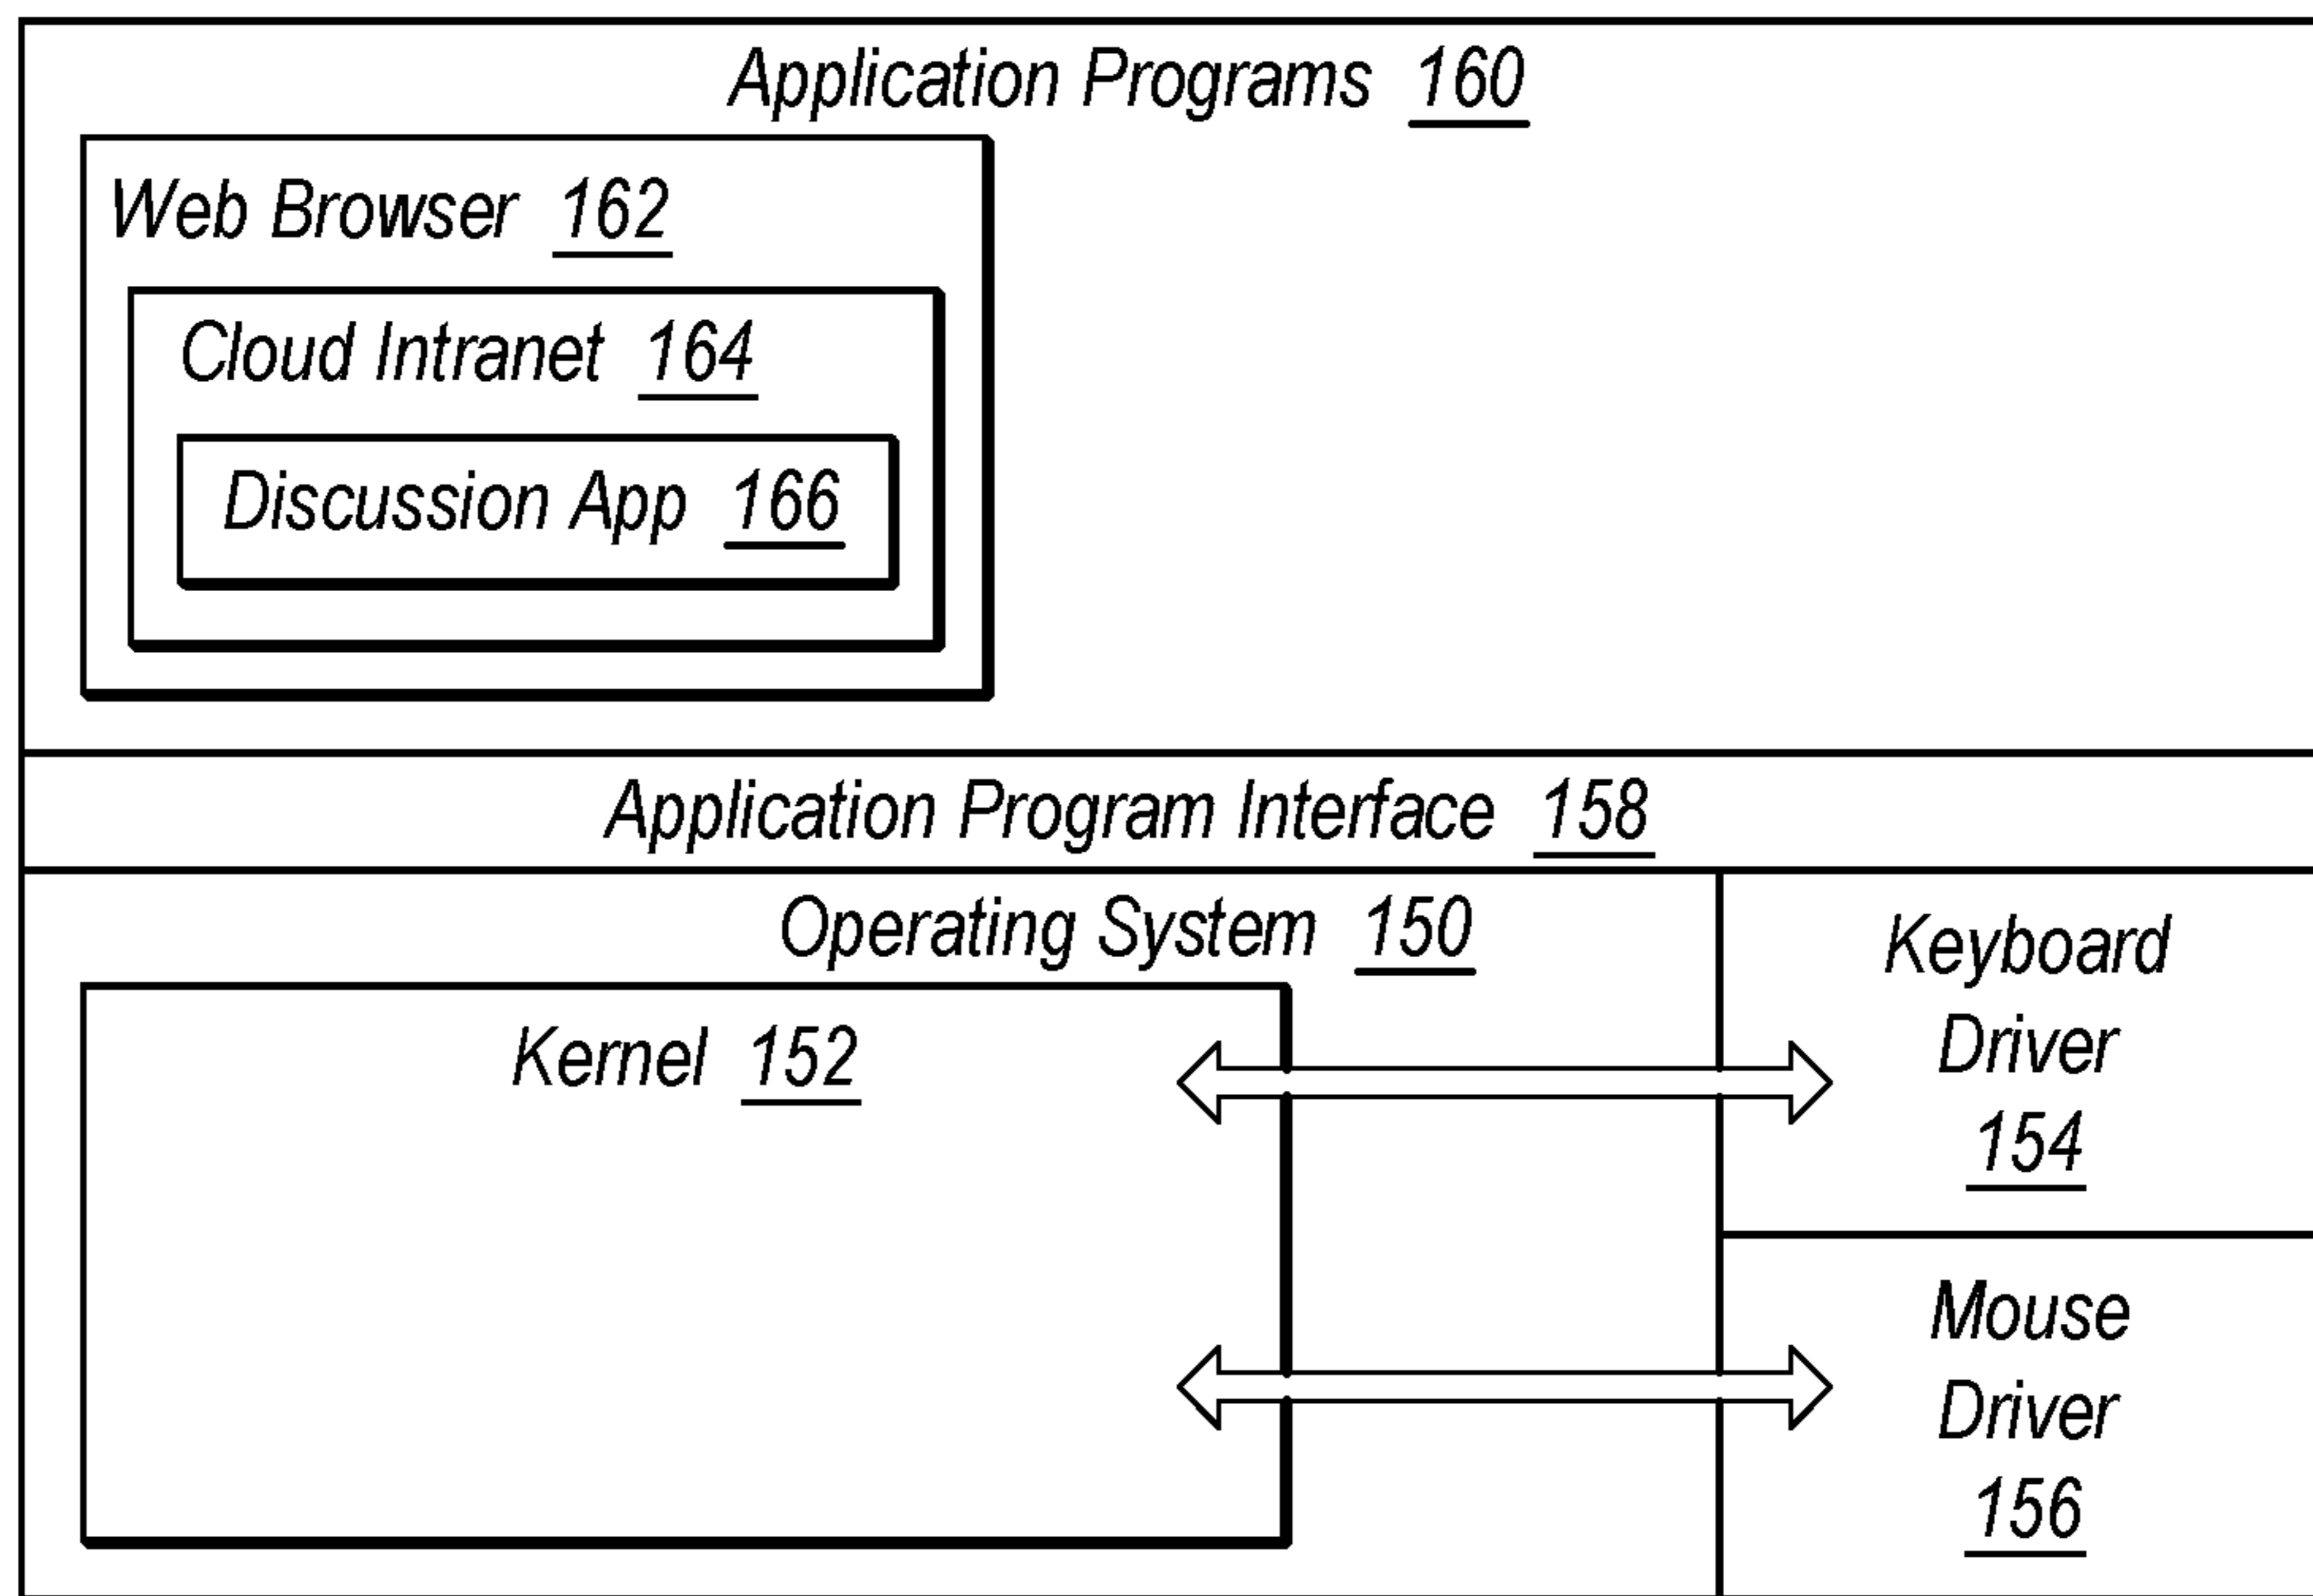 Application Programs 160
Web Browser 162
Cloud Intranet 164
Discussion App 166
Application Program Interface 158
Operating System 150
Kernel 152
Keyboard
Driver
154
Mouse
Driver
156